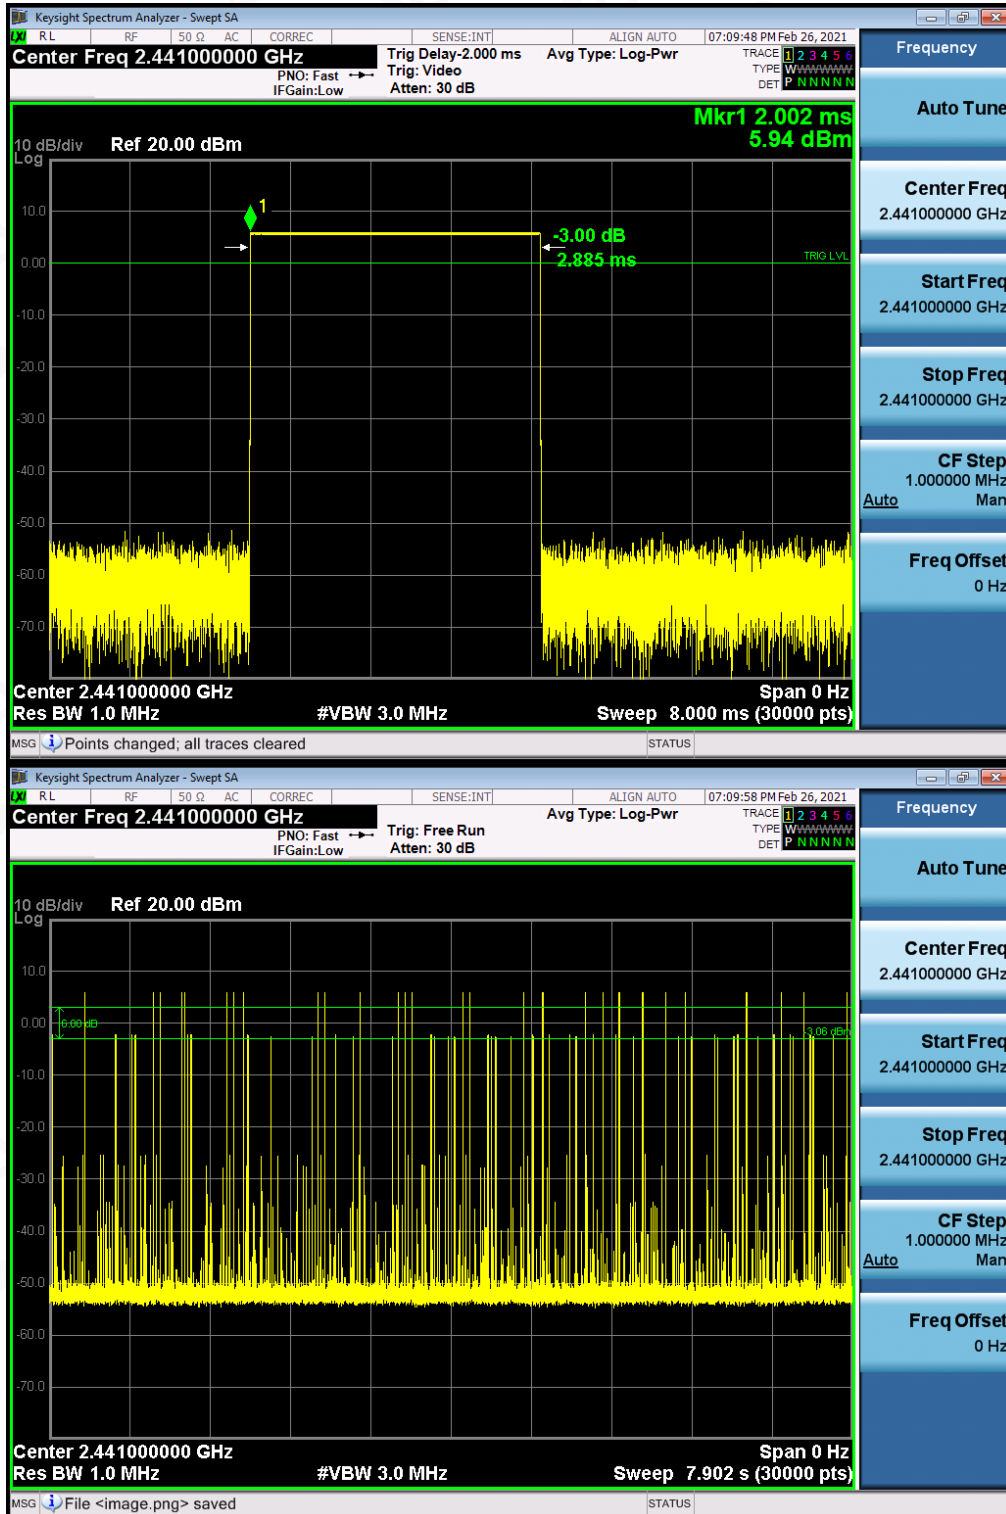 Keysight Spectrum Analyzer - Swept SA
LXI RL RF 50 Ω AC CORREC SENSE:INT ALIGN AUTO 07:09:48 PM Feb 26, 2021
Center Freq 2.441000000 GHz
PNO: Fast
IFGain:Low
Trig Delay-2.000 ms
Trig: Video
Atten: 30 dB
Avg Type: Log-Pwr
TRACE 1 2 3 4 5 6
TYPE WWWWWW
DET P N N N N N
Mkr1 2.002 ms
5.94 dBm
10 dB/div Ref 20.00 dBm
Log
10.0
0.00
-10.0
-20.0
-30.0
-40.0
-50.0
-60.0
-70.0
1
-3.00 dB
2.885 ms
TRIG LVL
Center 2.441000000 GHz Span 0 Hz
Res BW 1.0 MHz #VBW 3.0 MHz Sweep 8.000 ms (30000 pts)
MSG Points changed; all traces cleared STATUS
Frequency
Auto Tune
Center Freq
2.441000000 GHz
Start Freq
2.441000000 GHz
Stop Freq
2.441000000 GHz
CF Step
1.000000 MHz
Auto Man
Freq Offset
0 Hz
Keysight Spectrum Analyzer - Swept SA
LXI RL RF 50 Ω AC CORREC SENSE:INT ALIGN AUTO 07:09:58 PM Feb 26, 2021
Center Freq 2.441000000 GHz
PNO: Fast
IFGain:Low
Trig: Free Run
Atten: 30 dB
Avg Type: Log-Pwr
TRACE 1 2 3 4 5 6
TYPE WWWWWW
DET P N N N N N
10 dB/div Ref 20.00 dBm
Log
10.0
0.00
-10.0
-20.0
-30.0
-40.0
-50.0
-60.0
-70.0
6.00 dB
-3.06 dBm
Center 2.441000000 GHz Span 0 Hz
Res BW 1.0 MHz #VBW 3.0 MHz Sweep 7.902 s (30000 pts)
MSG File <image.png> saved STATUS
Frequency
Auto Tune
Center Freq
2.441000000 GHz
Start Freq
2.441000000 GHz
Stop Freq
2.441000000 GHz
CF Step
1.000000 MHz
Auto Man
Freq Offset
0 Hz